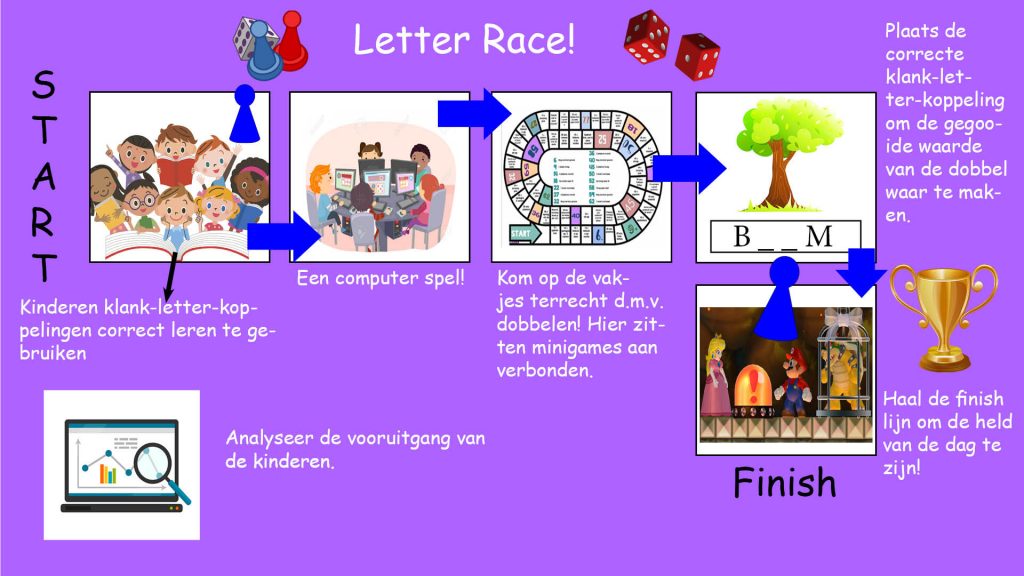 Letter Race!
START
Kinderen klank-letter-kop-
pelingen correct leren te ge-
bruiken
Een computer spel!
START
Kom op de vak-
jes terrecht d.m.v.
dobbelen! Hier zit-
ten minigames aan
verbonden.
B _ _ M
Plaats de
correcte
klank-let-
ter-koppeling
om de gegoo-
ide waarde
van de dobbel
waar te mak-
en.
Haal de finish
lijn om de held
van de dag te
zijn!
Finish
Analyseer de vooruitgang van
de kinderen.